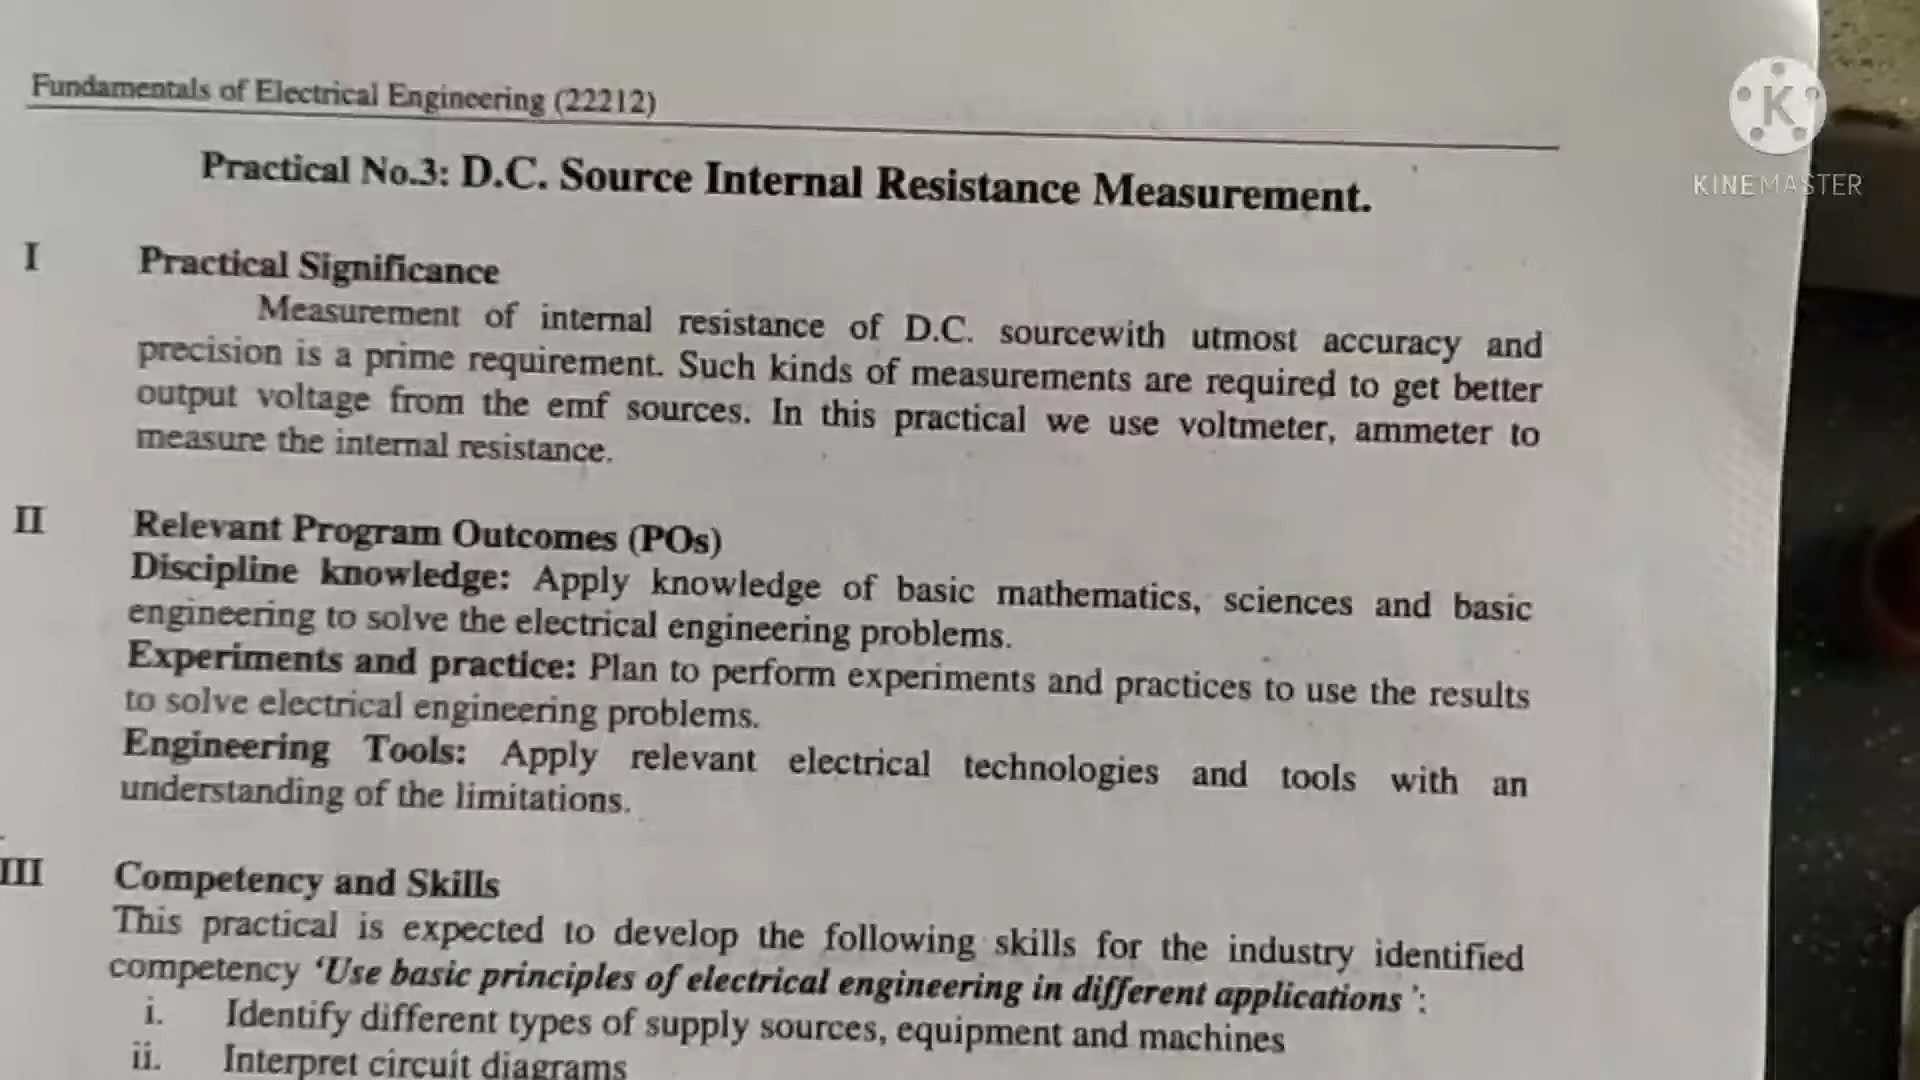 Fundamentals of Electrical Engineering (22212)
Practical No.3: D.C. Source Internal Resistance Measurement.
I Practical Significance
Measurement of internal resistance of D.C. sourcewith utmost accuracy and
precision is a prime requirement. Such kinds of measurements are required to get better
output voltage from the emf sources. In this practical we use voltmeter, ammeter to
measure the internal resistance.
II Relevant Program Outcomes (POs)
Discipline knowledge: Apply knowledge of basic mathematics, sciences and basic
engineering to solve the electrical engineering problems.
Experiments and practice: Plan to perform experiments and practices to use the results
to solve electrical engineering problems.
Engineering Tools: Apply relevant electrical technologies and tools with an
understanding of the limitations.
III Competency and Skills
This practical is expected to develop the following skills for the industry identified
competency ‘Use basic principles of electrical engineering in different applications ’:
i. Identify different types of supply sources, equipment and machines
ii. Interpret circuit diagrams
K
KINEMASTER